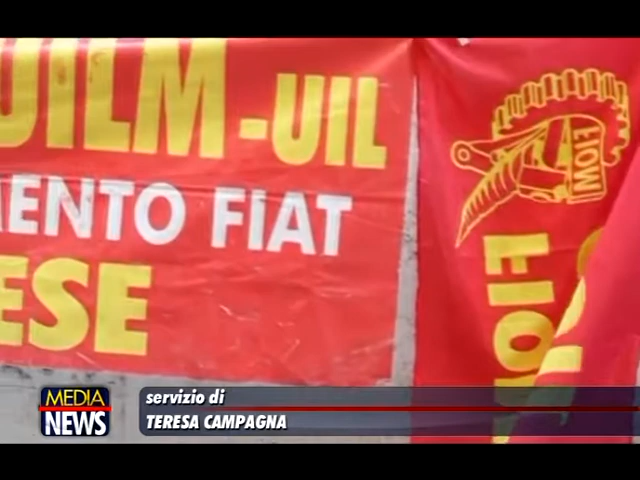 UILM-UIL
MENTO FIAT
ESE
FIOM
FIOM
MEDIA
NEWS
servizio di
TERESA CAMPAGNA